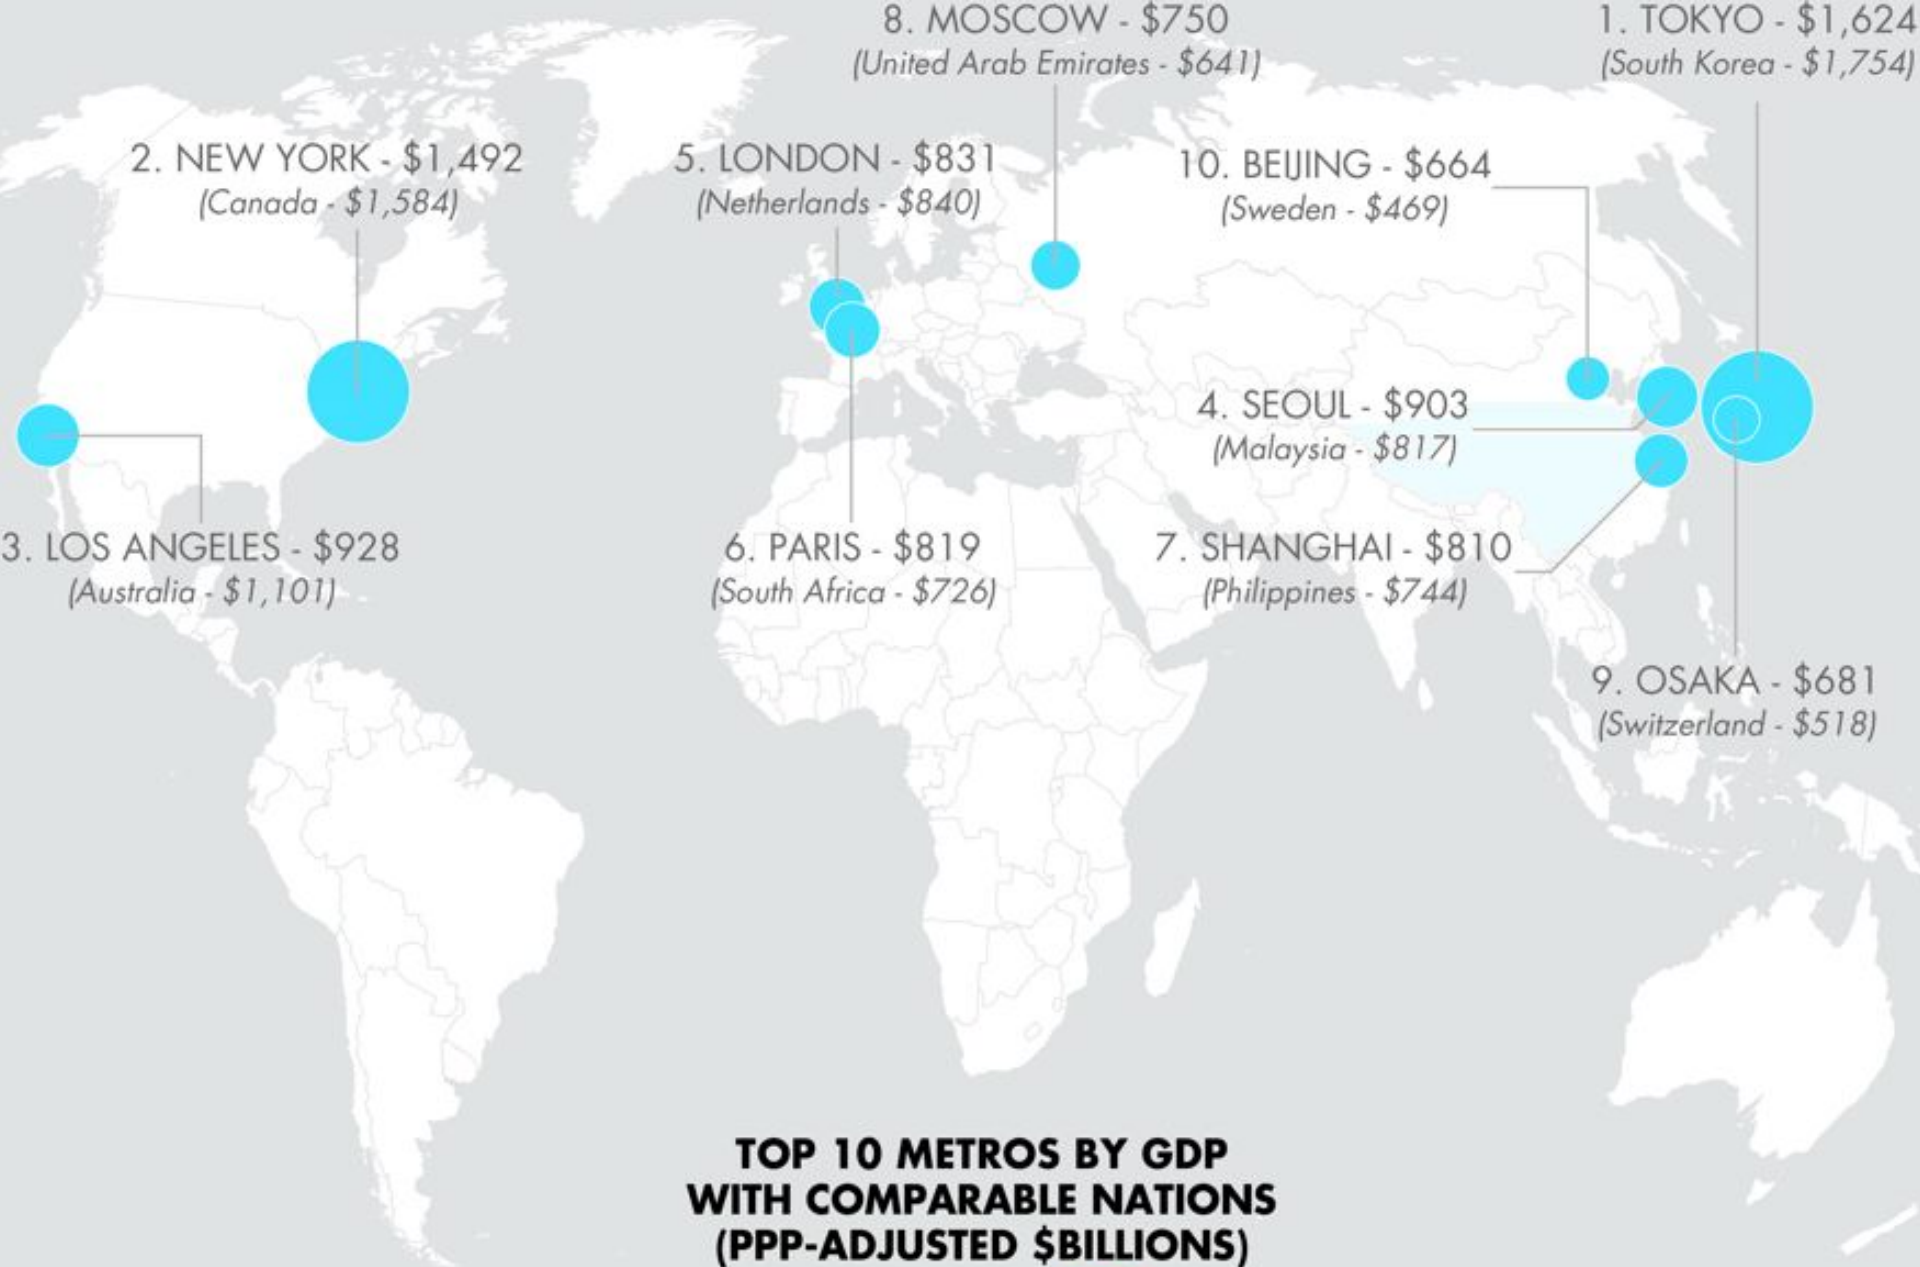 8. MOSCOW - $750
(United Arab Emirates - $641)
1. TOKYO - $1,624
(South Korea - $1,754)
2. NEW YORK - $1,492
(Canada - $1,584)
5. LONDON - $831
(Netherlands - $840)
10. BEIJING - $664
(Sweden - $469)
4. SEOUL - $903
(Malaysia - $817)
3. LOS ANGELES - $928
(Australia - $1,101)
6. PARIS - $819
(South Africa - $726)
7. SHANGHAI - $810
(Philippines - $744)
9. OSAKA - $681
(Switzerland - $518)
TOP 10 METROS BY GDP
WITH COMPARABLE NATIONS
(PPP-ADJUSTED $BILLIONS)